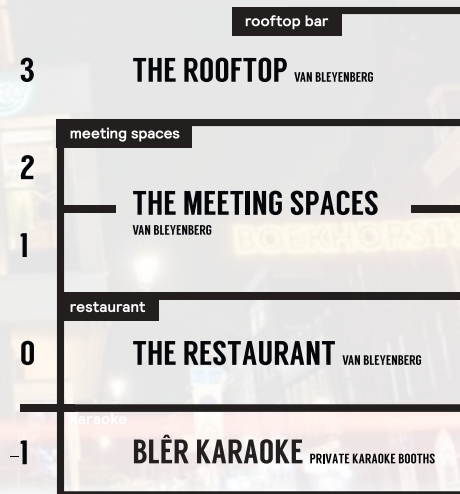 rooftop bar
3 THE ROOFTOP VAN BLEYENBERG
meeting spaces
2
THE MEETING SPACES
VAN BLEYENBERG
1
restaurant
0 THE RESTAURANT VAN BLEYENBERG
karaoke
-1 BLÊR KARAOKE PRIVATE KARAOKE BOOTHS